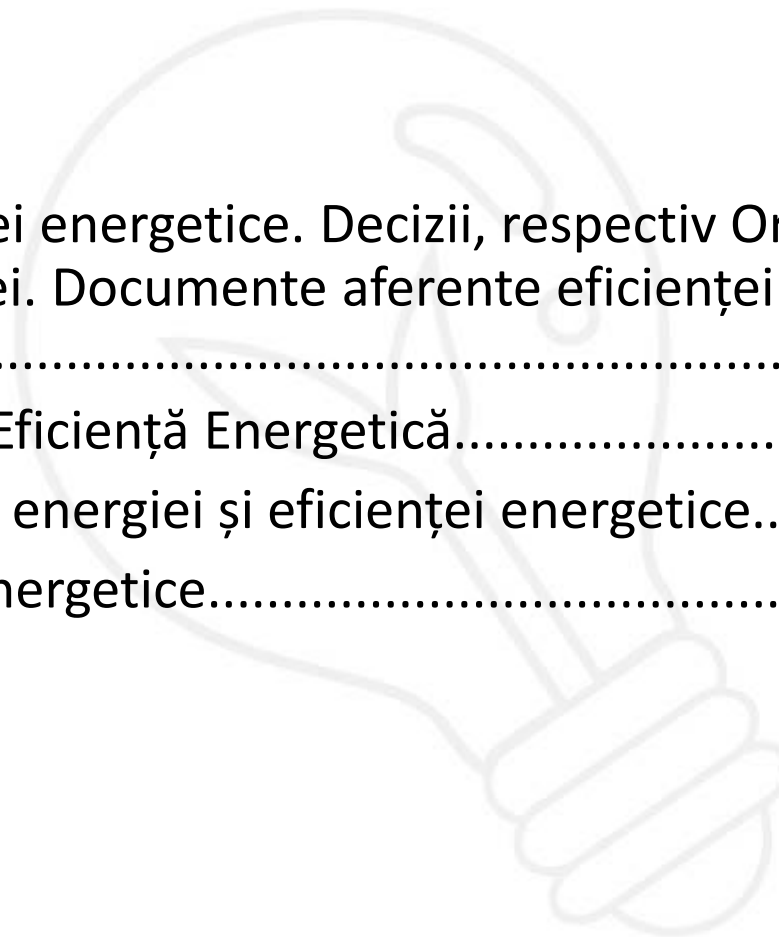 ei energetice. Decizii, respectiv Or
ei. Documente aferente eficienței
........................................................
Eficiență Energetică......................
energiei și eficienței energetice..
nergetice.......................................